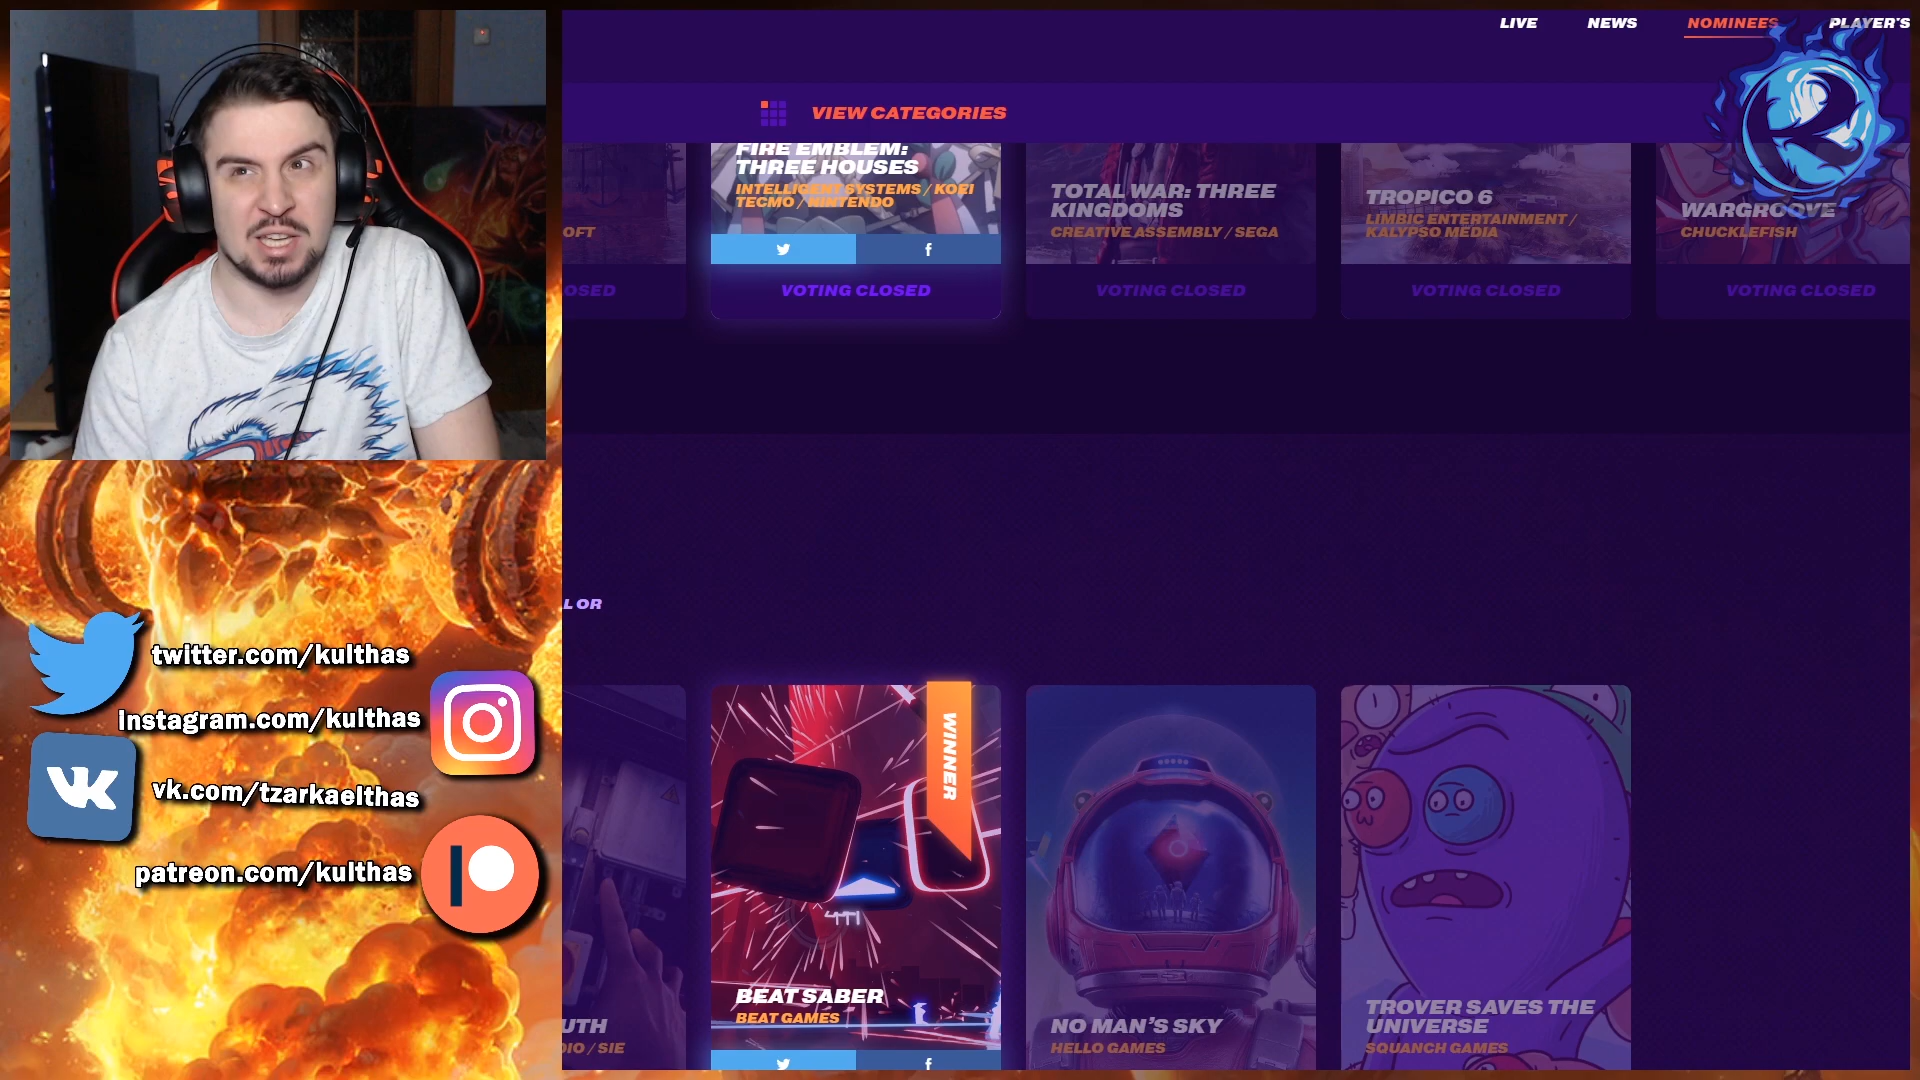 LIVE
NEWS
NOMINEES
PLAYER'S
VIEW CATEGORIES
FIRE EMBLEM:
THREE HOUSES
INTELLIGENT SYSTEMS / KOEI
TECMO / NINTENDO
TOTAL WAR: THREE
KINGDOMS
CREATIVE ASSEMBLY / SEGA
TROPICO 6
LIMBIC ENTERTAINMENT /
KALYPSO MEDIA
WARGROOVE
CHUCKLEFISH
OFT
OSED
VOTING CLOSED
VOTING CLOSED
VOTING CLOSED
VOTING CLOSED
L OR
twitter.com/kulthas
instagram.com/kulthas
vk.com/tzarkaelthas
patreon.com/kulthas
WINNER
UTH
DIO / SIE
BEAT SABER
BEAT GAMES
NO MAN'S SKY
HELLO GAMES
TROVER SAVES THE
UNIVERSE
SQUANCH GAMES